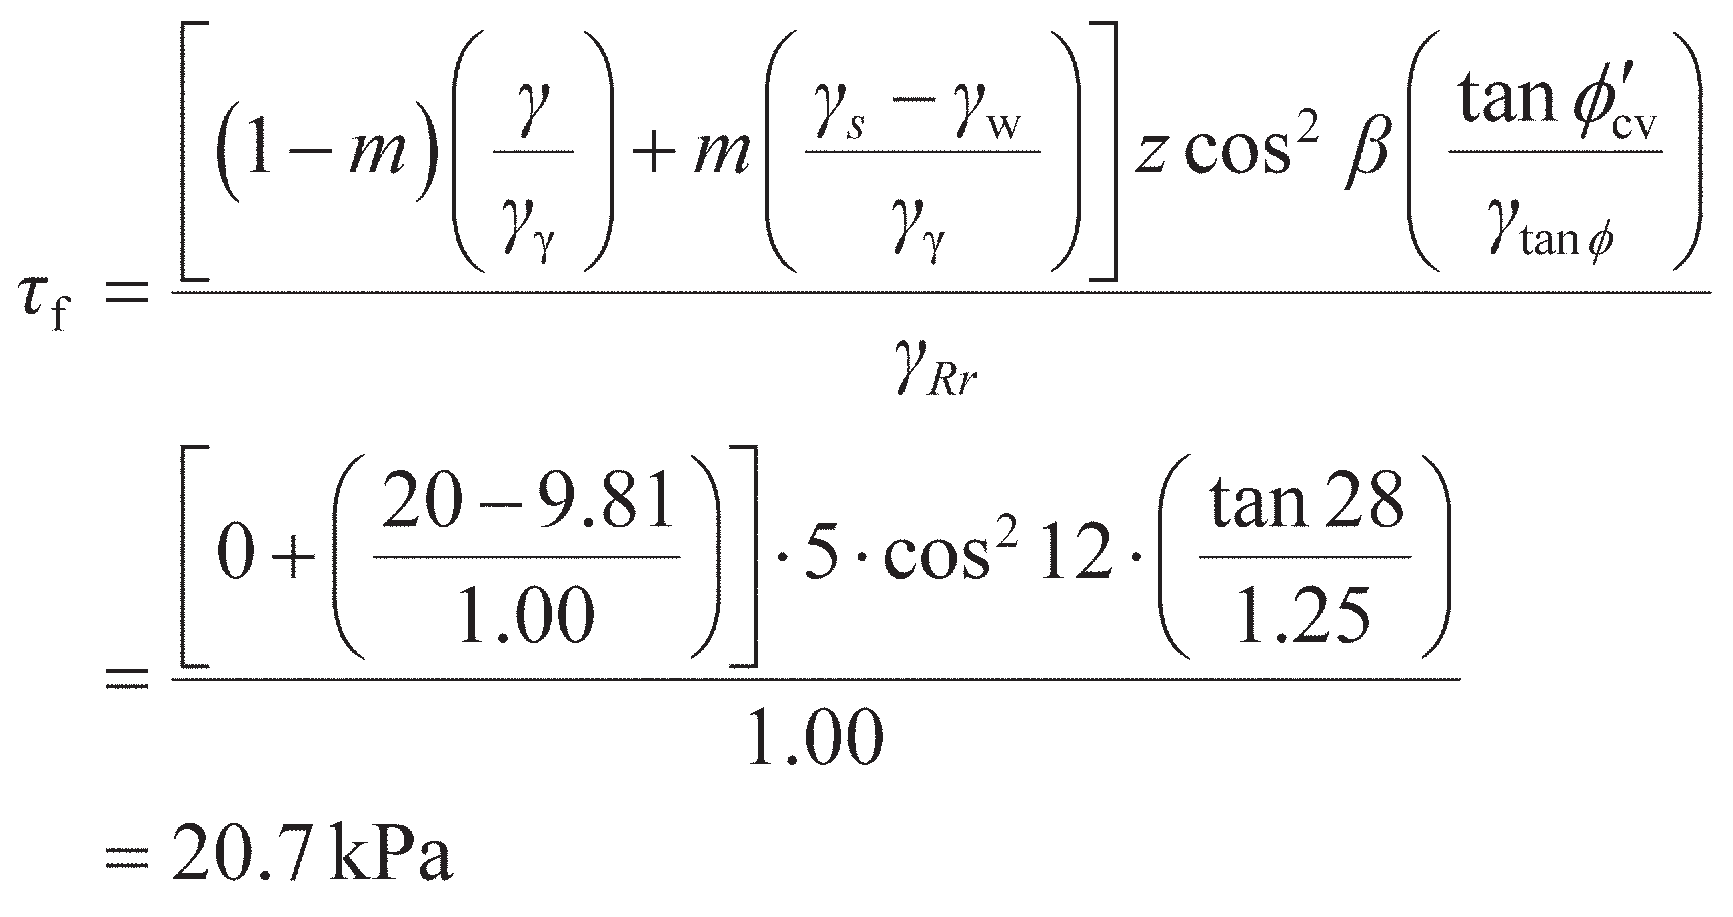 τ_f = [(1 − m)(γ / γ_γ) + m((γ_s − γ_w) / γ_γ)] z cos² β (tan ϕ′_cv / γ_tan ϕ) / γ_Rr
= [0 + ((20 − 9.81) / 1.00)] · 5 · cos² 12 · (tan 28 / 1.25) / 1.00
= 20.7 kPa